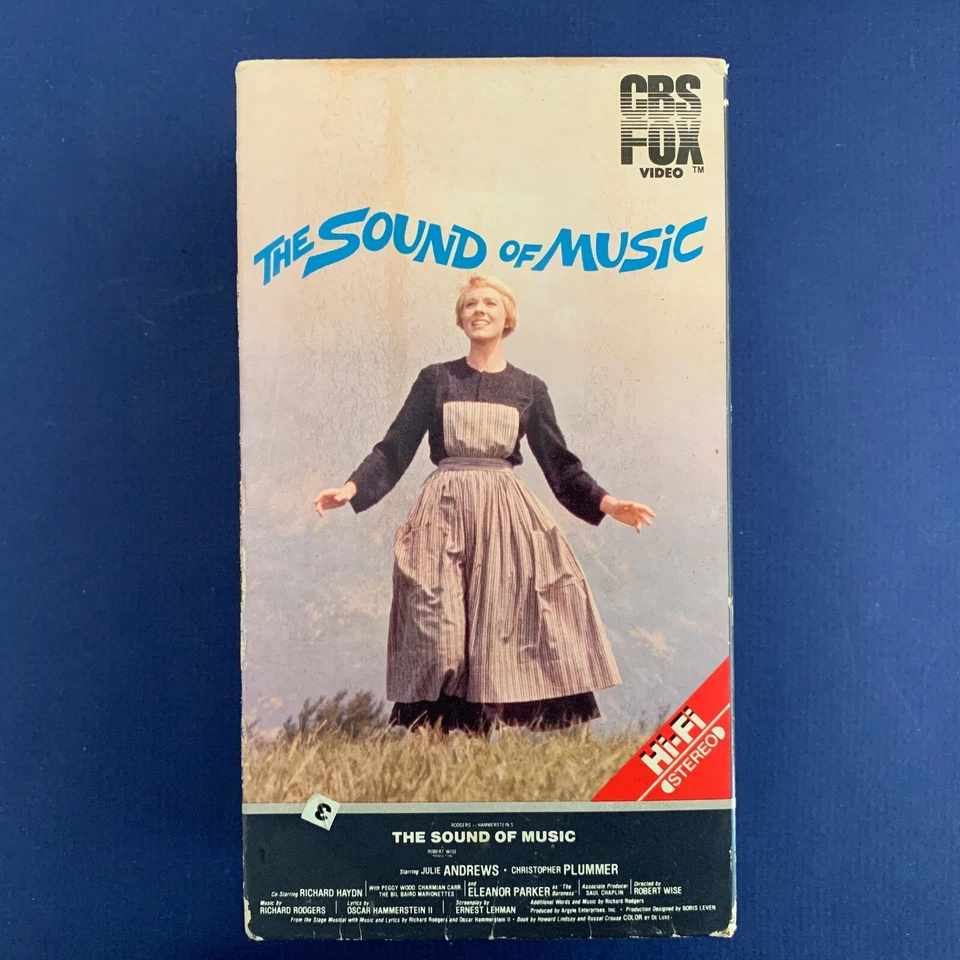 CBS
FOX
VIDEO TM
THE SOUND OF MUSIC
Hi-Fi
STEREO
3
RODGERS — HAMMERSTEIN'S
THE SOUND OF MUSIC
ROBERT WISE
Starring JULIE ANDREWS • CHRISTOPHER PLUMMER
Co-Starring RICHARD HAYDN With PEGGY WOOD, CHARMIAN CARR THE BIL BAIRD MARIONETTES and ELEANOR PARKER as "The Baroness" Associate Producer SAUL CHAPLIN Directed by ROBERT WISE
Music by RICHARD RODGERS Lyrics by OSCAR HAMMERSTEIN II Screenplay by ERNEST LEHMAN Additional Words and Music by Richard Rodgers
Produced by Argyle Enterprises, Inc. • Production Designed by BORIS LEVEN
From the Stage Musical with Music and Lyrics by Richard Rodgers and Oscar Hammerstein II • Book by Howard Lindsay and Russel Crouse COLOR BY DE LUXE